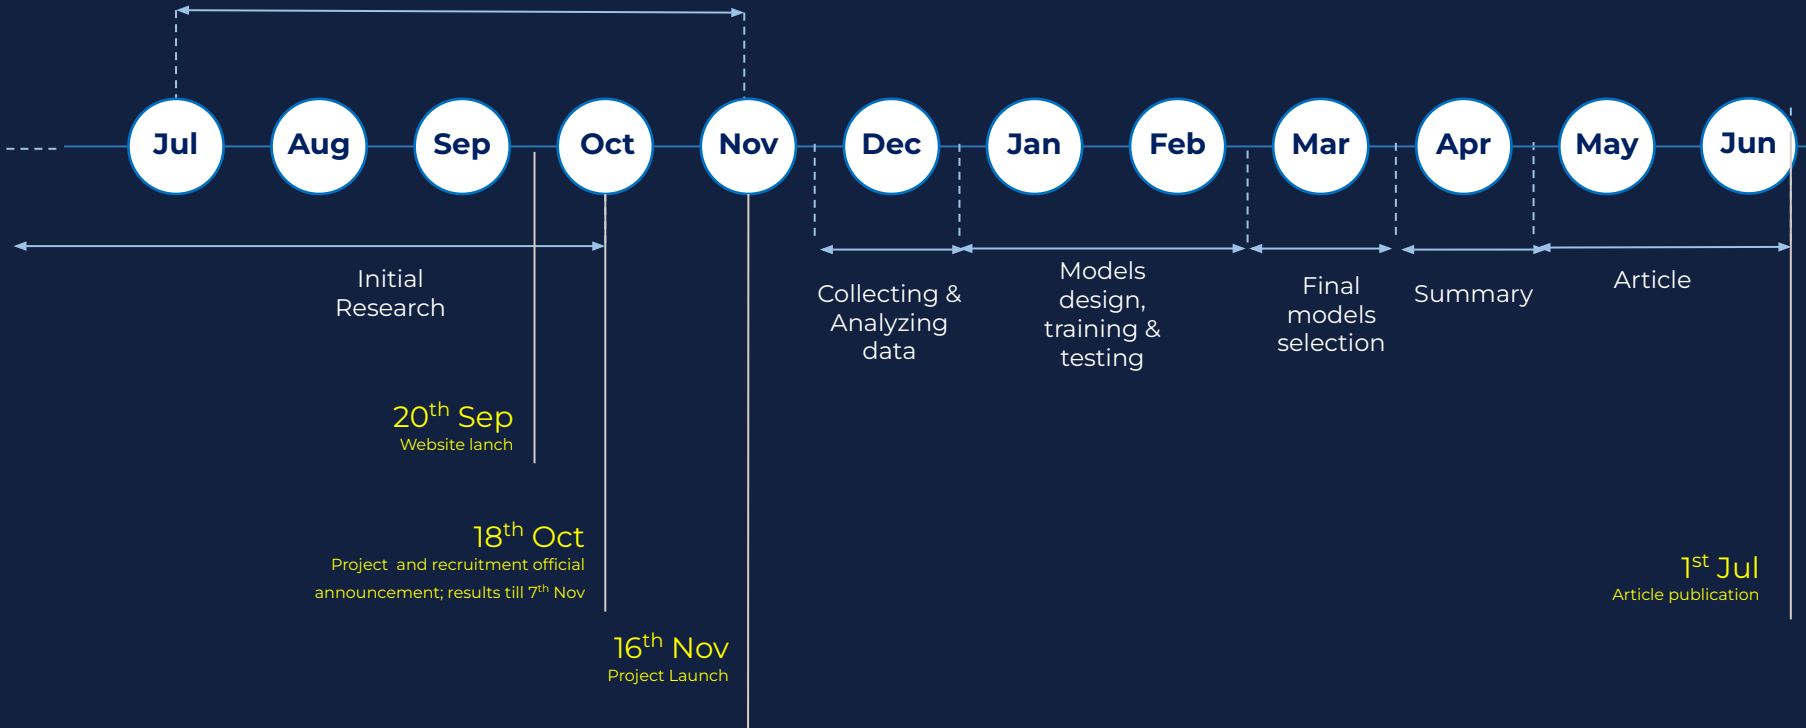 Jul
Aug
Sep
Oct
Nov
Dec
Jan
Feb
Mar
Apr
May
Jun
Initial
Research
Collecting &
Analyzing
data
Models
design,
training &
testing
Final
models
selection
Summary
Article
20th Sep
Website lanch
18th Oct
Project and recruitment official
announcement; results till 7th Nov
16th Nov
Project Launch
1st Jul
Article publication